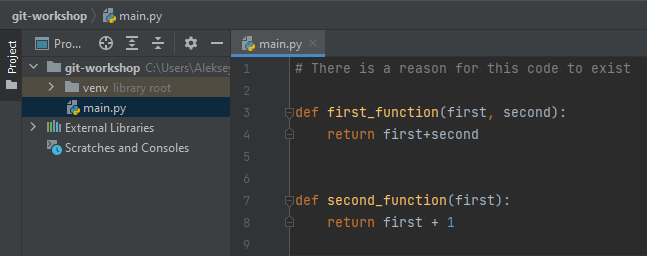 git-workshop main.py
Project
Pro...
git-workshop C:\Users\Aleksey
venv library root
main.py
External Libraries
Scratches and Consoles
main.py
1 # There is a reason for this code to exist
2
3 def first_function(first, second):
4 return first+second
5
6
7 def second_function(first):
8 return first + 1
9